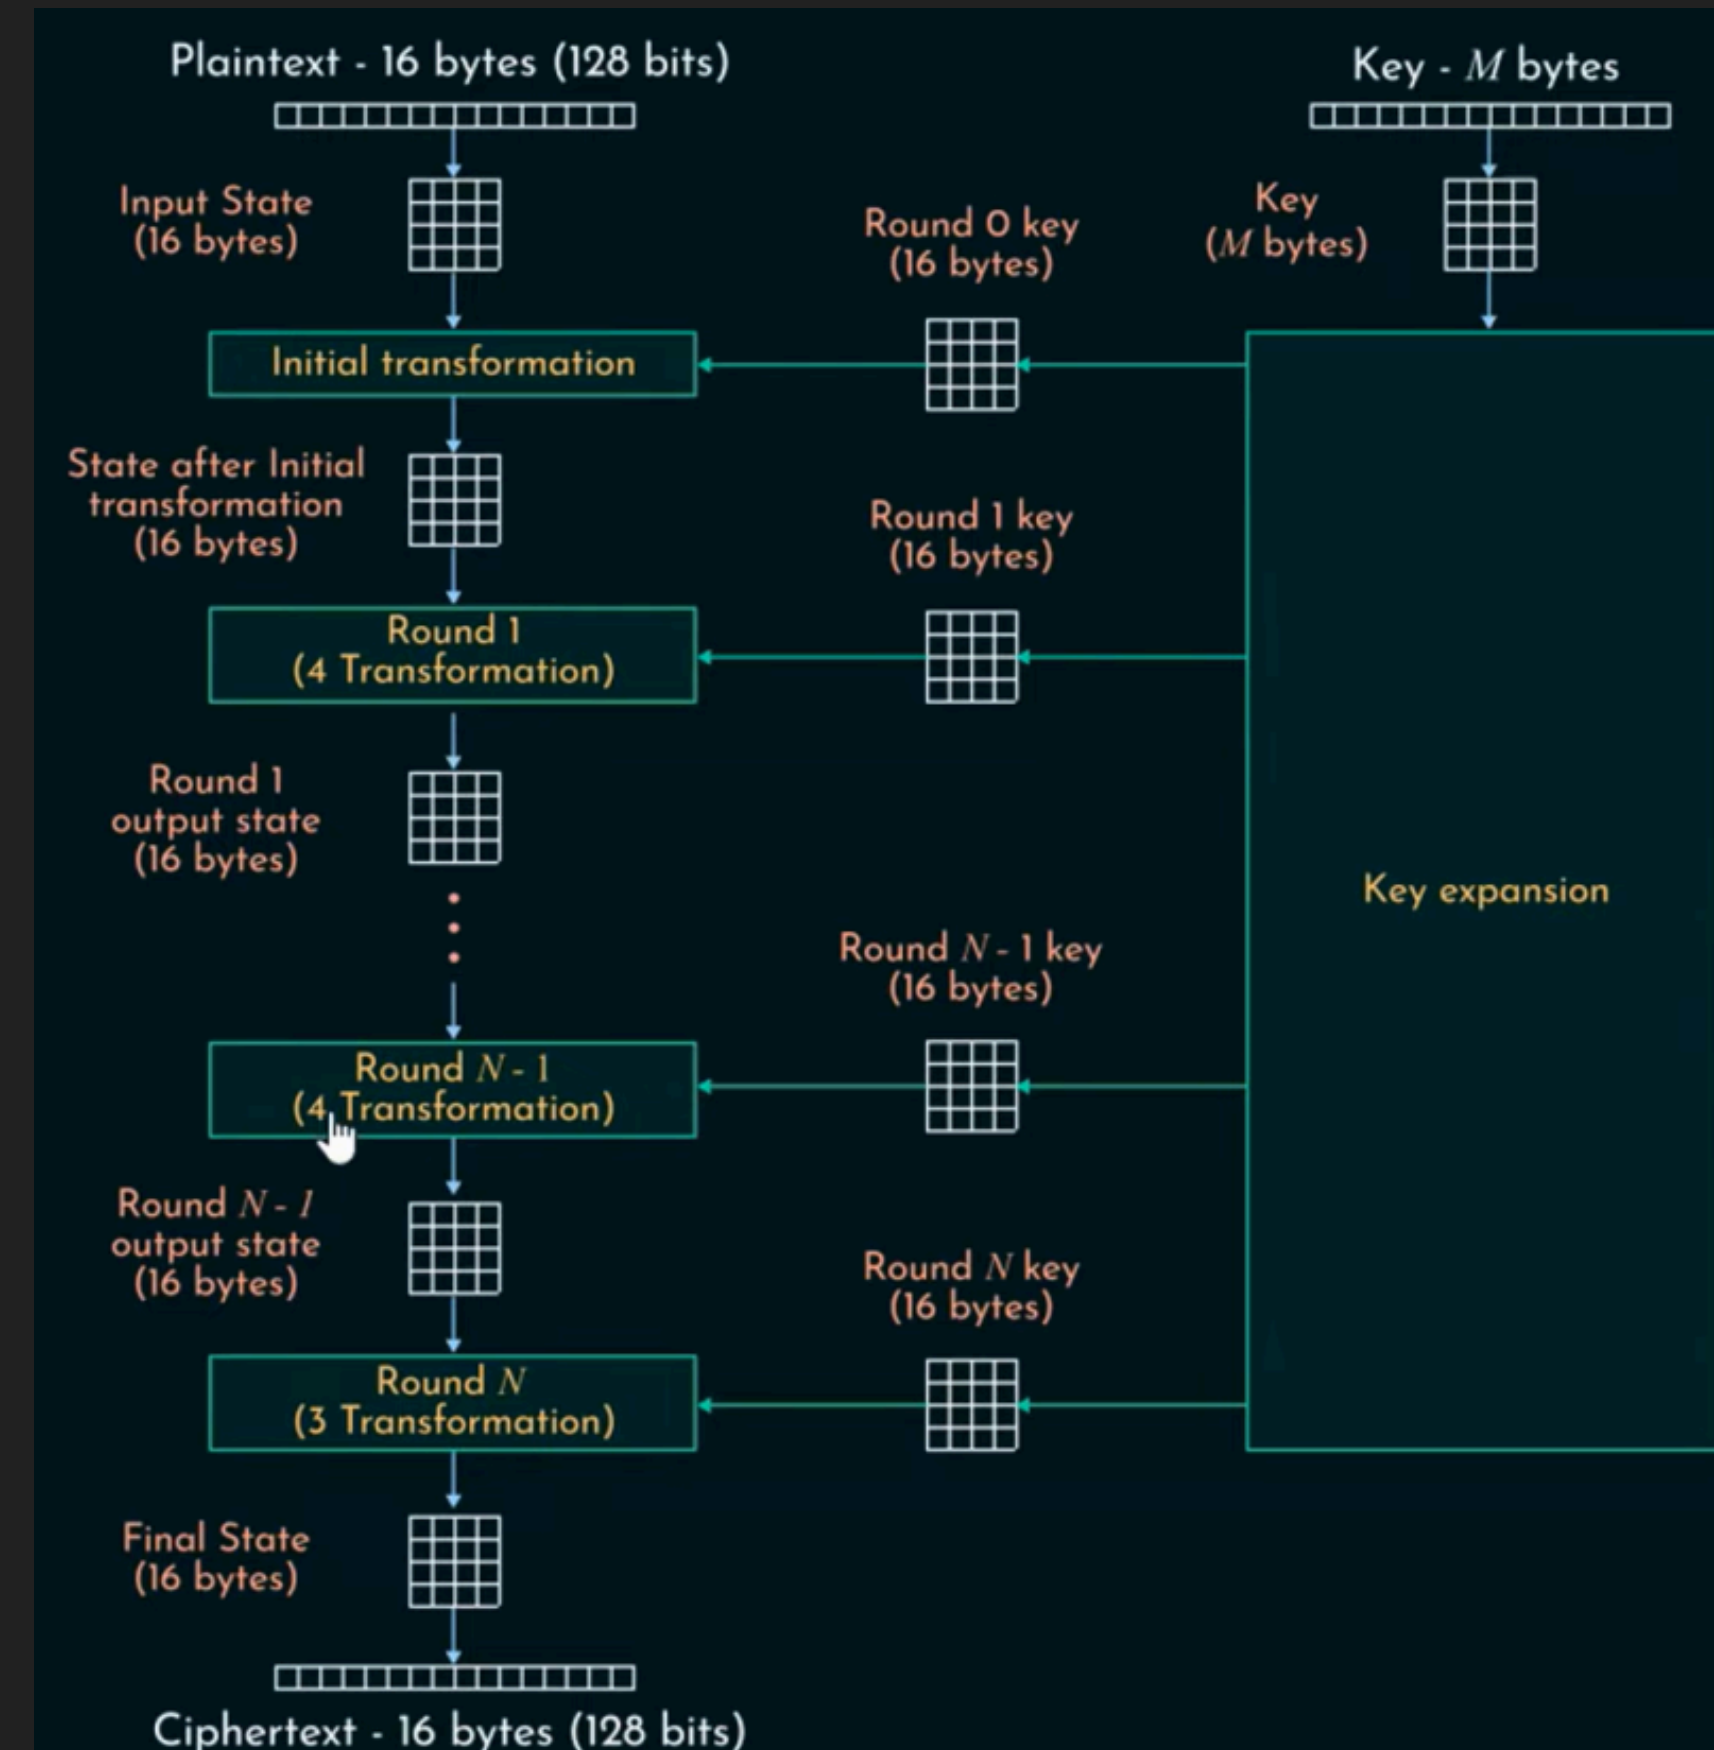 Plaintext - 16 bytes (128 bits)
Key - M bytes
Input State
(16 bytes)
Round 0 key
(16 bytes)
Key
(M bytes)
Initial transformation
State after Initial
transformation
(16 bytes)
Round 1 key
(16 bytes)
Round 1
(4 Transformation)
Round 1
output state
(16 bytes)
Key expansion
Round N - 1 key
(16 bytes)
Round N - 1
(4 Transformation)
Round N - 1
output state
(16 bytes)
Round N key
(16 bytes)
Round N
(3 Transformation)
Final State
(16 bytes)
Ciphertext - 16 bytes (128 bits)